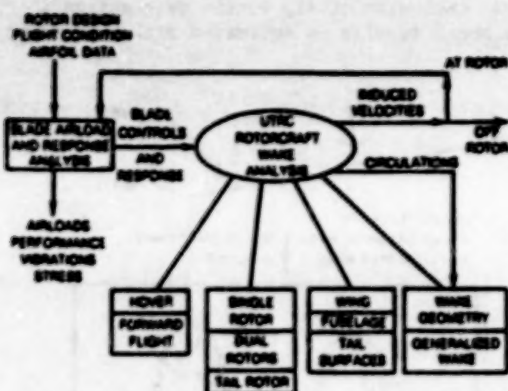 ROTOR DESIGN
FLIGHT CONDITION
AIRFOIL DATA
AT ROTOR
INDUCED
VELOCITIES
BLADE AIRLOAD
AND RESPONSE
ANALYSIS
BLADE
CONTROLS
AND
RESPONSE
UTRC
ROTORCRAFT
WAKE
ANALYSIS
OFF
ROTOR
CIRCULATIONS
AIRLOADS
PERFORMANCE
VIBRATIONS
STRESS
HOVER
FORWARD
FLIGHT
SINGLE
ROTOR
DUAL
ROTORS
TAIL ROTOR
WING
FUSELAGE
TAIL
SURFACES
WAKE
GEOMETRY
GENERALIZED
WAKE